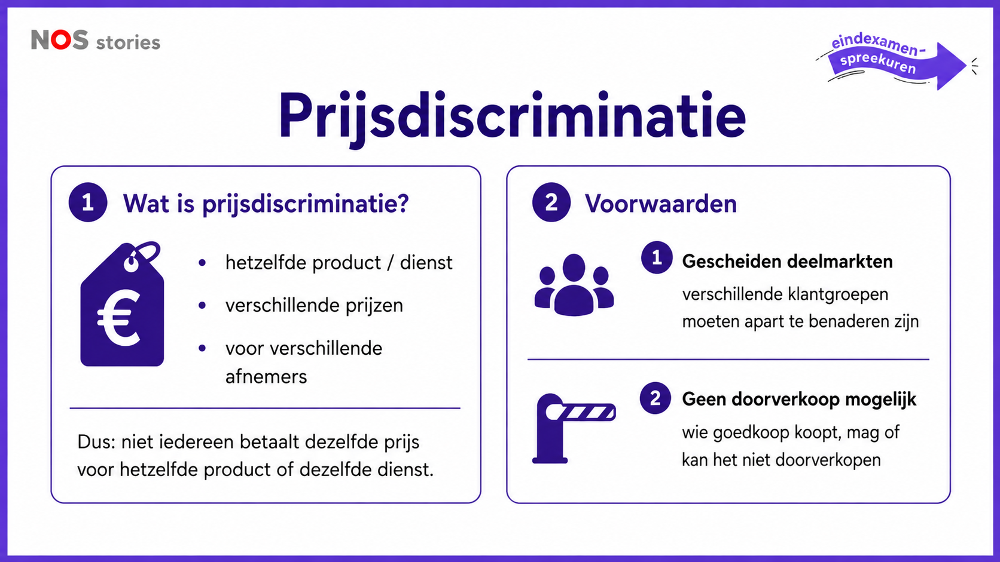 NOS stories
eindexamen-
spreekuren
Prijsdiscriminatie
1 Wat is prijsdiscriminatie?
€
• hetzelfde product / dienst
• verschillende prijzen
• voor verschillende
afnemers
Dus: niet iedereen betaalt dezelfde prijs
voor hetzelfde product of dezelfde dienst.
2 Voorwaarden
1 Gescheiden deelmarkten
verschillende klantgroepen
moeten apart te benaderen zijn
2 Geen doorverkoop mogelijk
wie goedkoop koopt, mag of
kan het niet doorverkopen